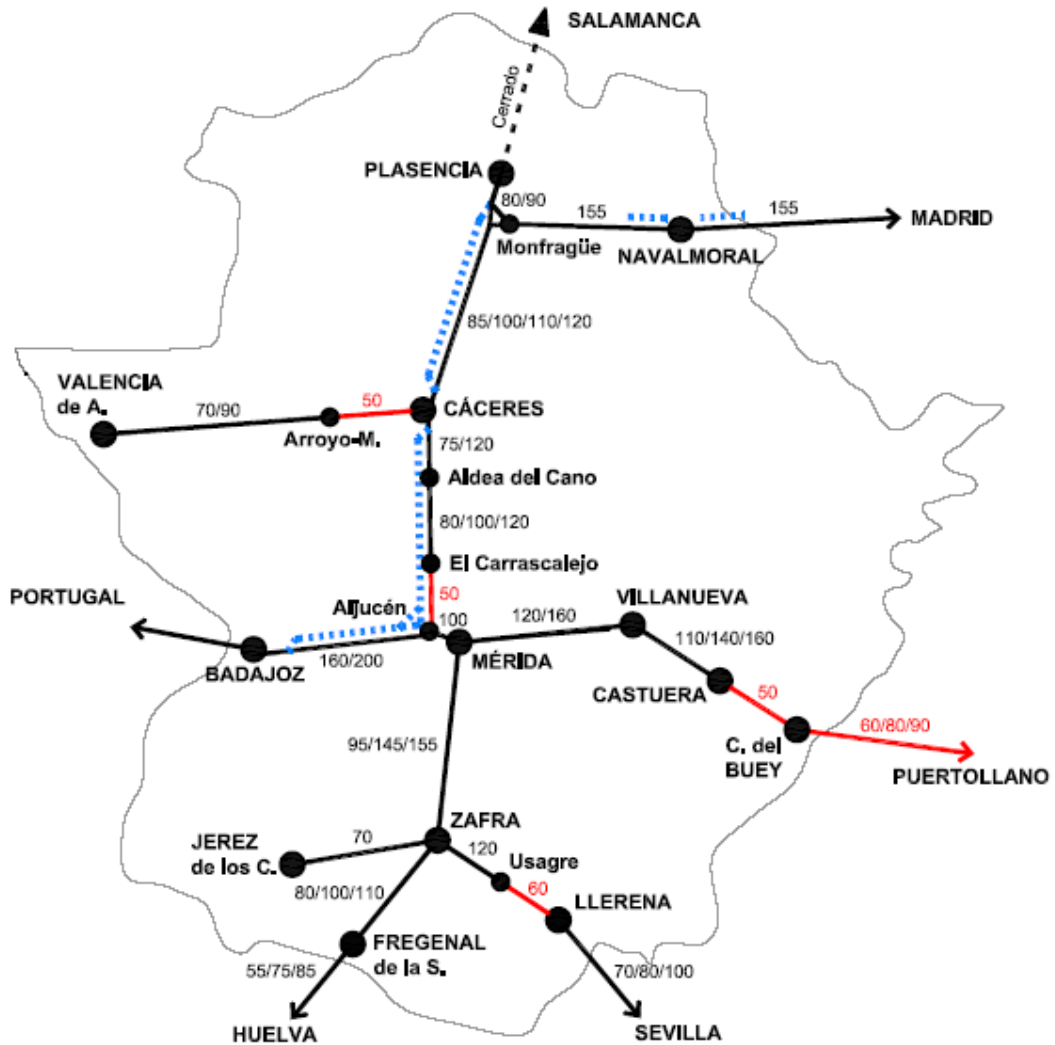 SALAMANCA
Cerrado
PLASENCIA
80/90
155
155
MADRID
Monfragüe
NAVALMORAL
85/100/110/120
VALENCIA
de A.
70/90
50
CÁCERES
Arroyo-M.
75/120
Aldea del Cano
80/100/120
El Carrascalejo
PORTUGAL
Aljucén
50
100
120/160
VILLANUEVA
110/140/160
BADAJOZ
160/200
MÉRIDA
CASTUERA
50
60/80/90
C. del
BUEY
PUERTOLLANO
95/145/155
ZAFRA
JEREZ
de los C.
70
120
Usagre
80/100/110
60
LLERENA
FREGENAL
de la S.
55/75/85
70/80/100
HUELVA
SEVILLA